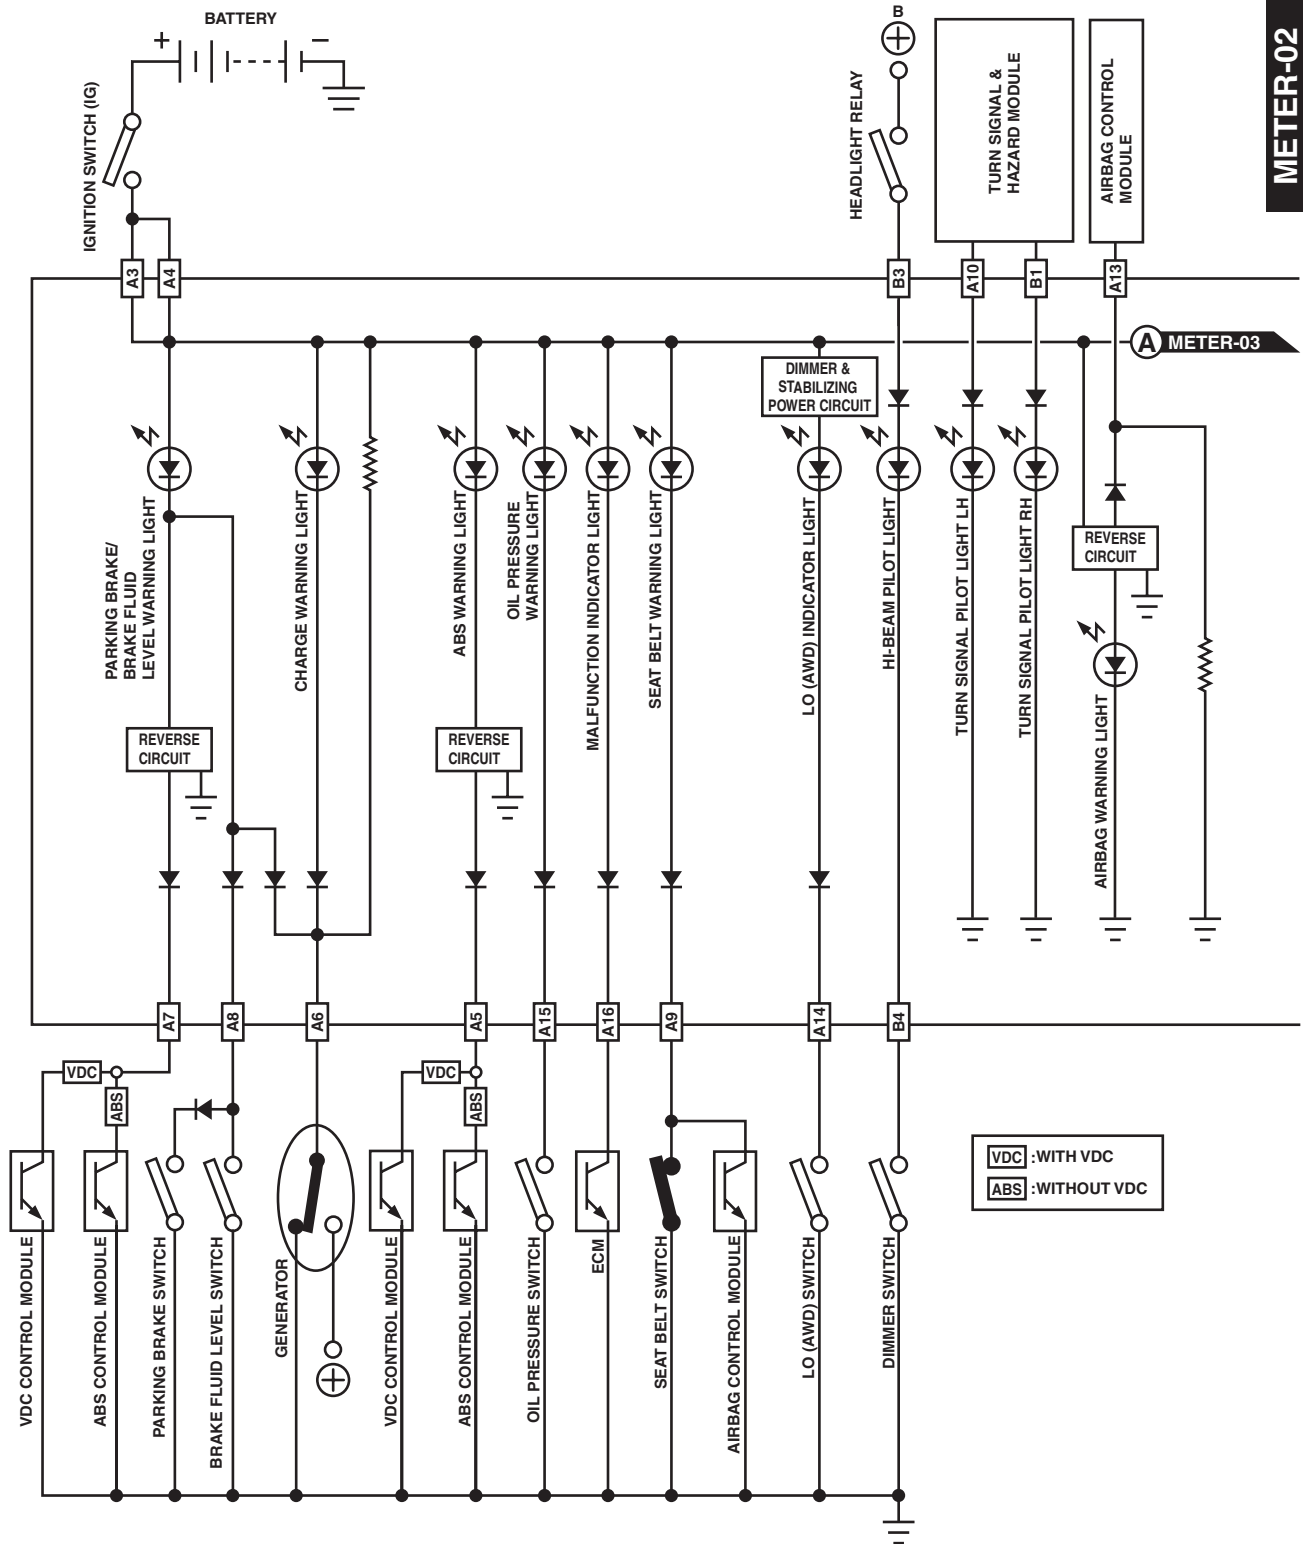 METER-02
BATTERY
+
−
IGNITION SWITCH (IG)
B
HEADLIGHT RELAY
TURN SIGNAL &
HAZARD MODULE
AIRBAG CONTROL
MODULE
A3
A4
B3
A10
B1
A13
A
METER-03
DIMMER &
STABILIZING
POWER CIRCUIT
PARKING BRAKE/
BRAKE FLUID
LEVEL WARNING LIGHT
CHARGE WARNING LIGHT
ABS WARNING LIGHT
OIL PRESSURE
WARNING LIGHT
MALFUNCTION INDICATOR LIGHT
SEAT BELT WARNING LIGHT
LO (AWD) INDICATOR LIGHT
HI-BEAM PILOT LIGHT
TURN SIGNAL PILOT LIGHT LH
TURN SIGNAL PILOT LIGHT RH
REVERSE
CIRCUIT
AIRBAG WARNING LIGHT
REVERSE
CIRCUIT
REVERSE
CIRCUIT
A7
A8
A6
A5
A15
A16
A9
A14
B4
VDC
ABS
VDC
ABS
VDC CONTROL MODULE
ABS CONTROL MODULE
PARKING BRAKE SWITCH
BRAKE FLUID LEVEL SWITCH
GENERATOR
VDC CONTROL MODULE
ABS CONTROL MODULE
OIL PRESSURE SWITCH
ECM
SEAT BELT SWITCH
AIRBAG CONTROL MODULE
LO (AWD) SWITCH
DIMMER SWITCH
VDC :WITH VDC
ABS :WITHOUT VDC